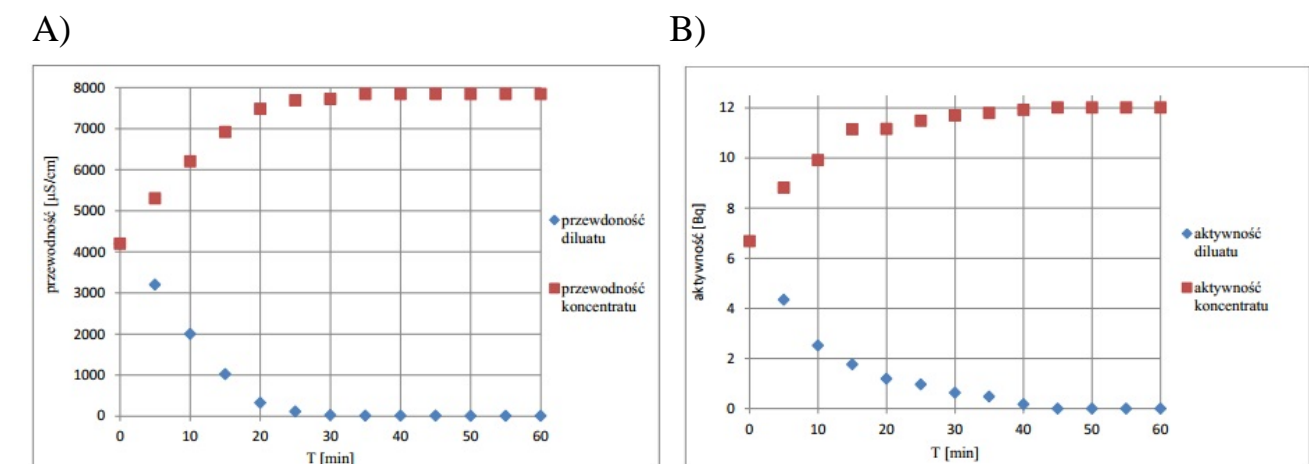 A)
B)
8000
7000
6000
5000
4000
3000
2000
1000
0
0 10 20 30 40 50 60
przewodność [µS/cm]
T [min]
przewdoność
diluatu
przewodność
koncentratu
12
10
8
6
4
2
0
0 10 20 30 40 50 60
aktywność [Bq]
T [min]
aktywność
diluatu
aktywność
koncentratu